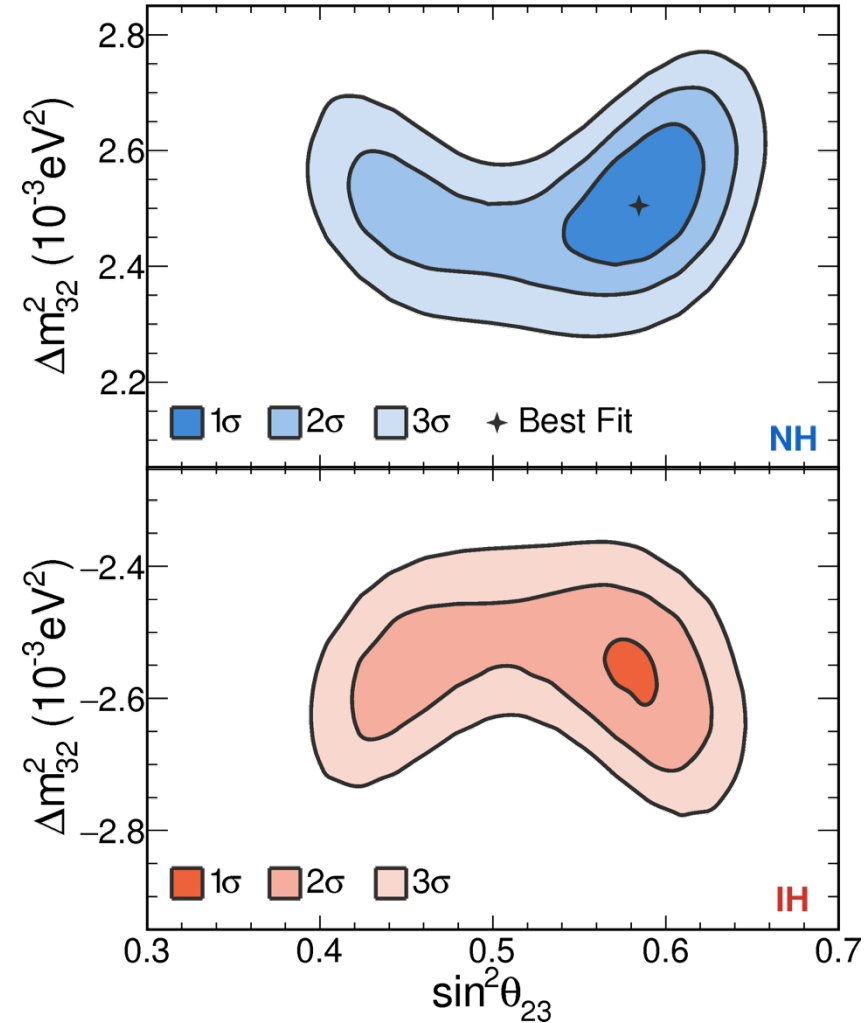 2.8
2.6
2.4
2.2
Δm²₃₂ (10⁻³eV²)
1σ 2σ 3σ Best Fit
NH
−2.4
−2.6
−2.8
Δm²₃₂ (10⁻³eV²)
1σ 2σ 3σ
IH
0.3 0.4 0.5 0.6 0.7
sin²θ₂₃